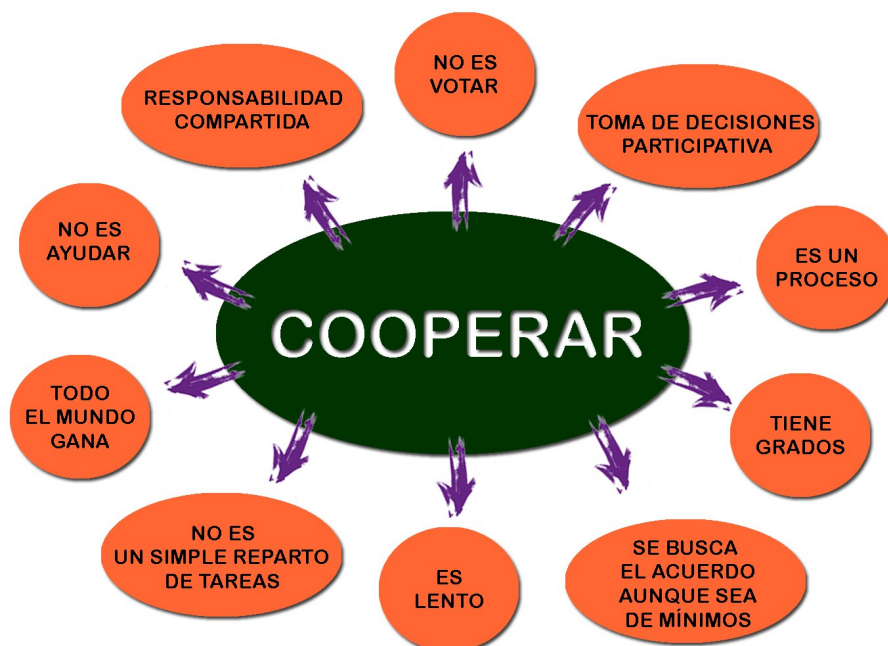 NO ES
VOTAR
RESPONSABILIDAD
COMPARTIDA
TOMA DE DECISIONES
PARTICIPATIVA
NO ES
AYUDAR
ES UN
PROCESO
COOPERAR
TODO
EL MUNDO
GANA
TIENE
GRADOS
NO ES
UN SIMPLE REPARTO
DE TAREAS
ES
LENTO
SE BUSCA
EL ACUERDO
AUNQUE SEA
DE MÍNIMOS